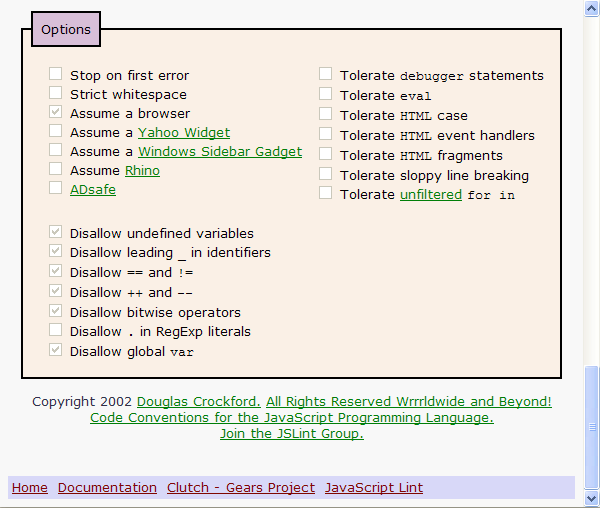 Options
Stop on first error
Strict whitespace
Assume a browser
Assume a Yahoo Widget
Assume a Windows Sidebar Gadget
Assume Rhino
ADsafe
Tolerate debugger statements
Tolerate eval
Tolerate HTML case
Tolerate HTML event handlers
Tolerate HTML fragments
Tolerate sloppy line breaking
Tolerate unfiltered for in
Disallow undefined variables
Disallow leading _ in identifiers
Disallow == and !=
Disallow ++ and --
Disallow bitwise operators
Disallow . in RegExp literals
Disallow global var
Copyright 2002 Douglas Crockford. All Rights Reserved Wrrrldwide and Beyond!
Code Conventions for the JavaScript Programming Language.
Join the JSLint Group.
Home Documentation Clutch - Gears Project JavaScript Lint